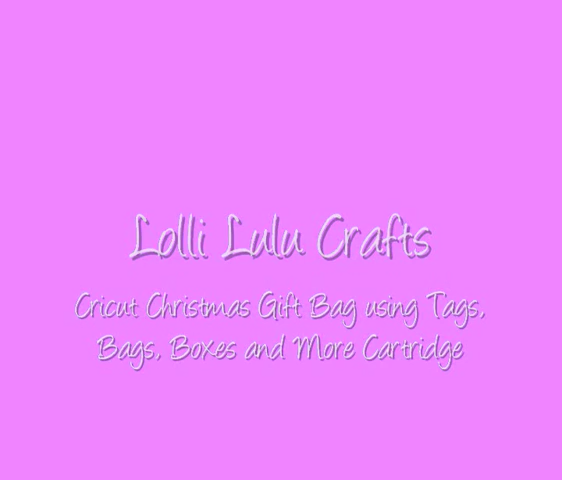 Lolli Lulu Crafts
Cricut Christmas Gift Bag using Tags,
Bags, Boxes and More Cartridge